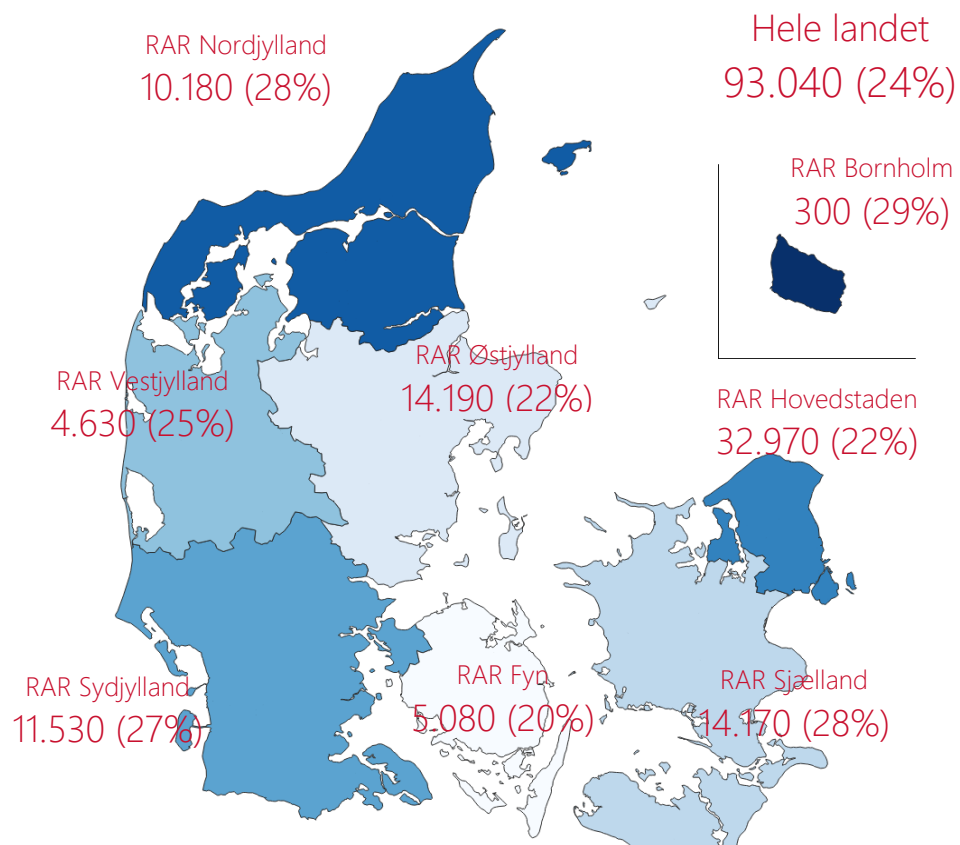 RAR Nordjylland
10.180 (28%)
Hele landet
93.040 (24%)
RAR Bornholm
300 (29%)
RAR Østjylland
14.190 (22%)
RAR Vestjylland
4.630 (25%)
RAR Hovedstaden
32.970 (22%)
RAR Sydjylland
11.530 (27%)
RAR Fyn
5.080 (20%)
RAR Sjælland
14.170 (28%)